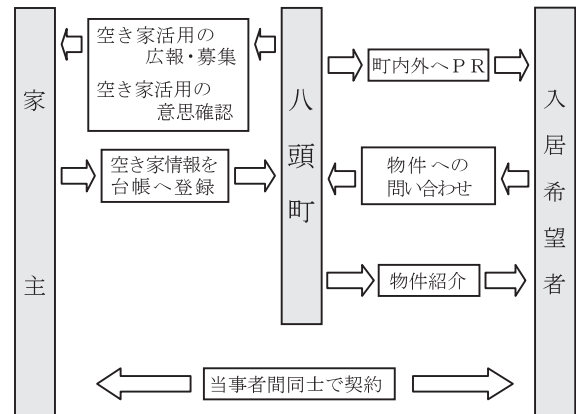 家主
空き家活用の
広報・募集
空き家活用の
意思確認
空き家情報を
台帳へ登録
八頭町
町内外へＰＲ
物件への
問い合わせ
物件紹介
入居希望者
当事者間同士で契約